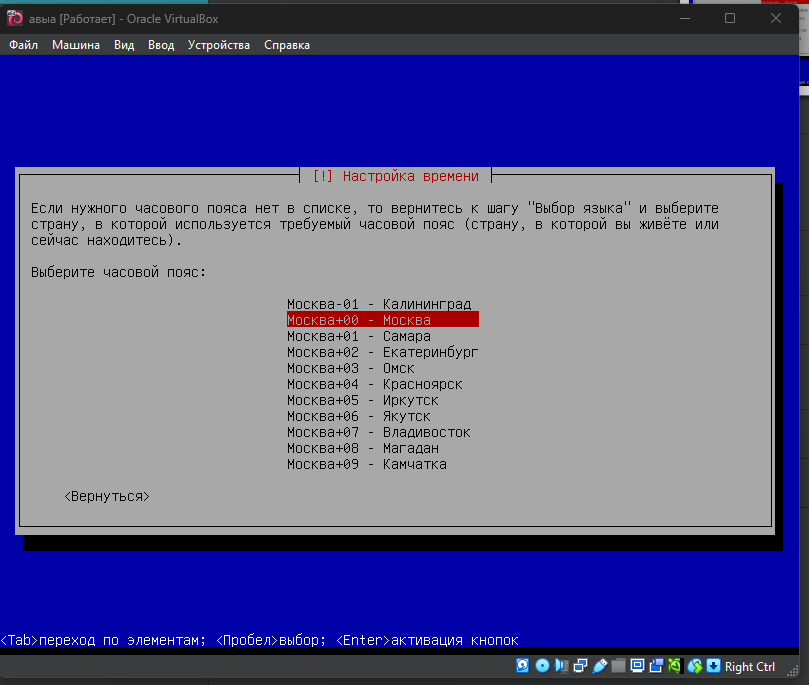 авыа [Работает] - Oracle VirtualBox
Файл Машина Вид Ввод Устройства Справка
[!] Настройка времени
Если нужного часового пояса нет в списке, то вернитесь к шагу "Выбор языка" и выберите
страну, в которой используется требуемый часовой пояс (страну, в которой вы живёте или
сейчас находитесь).
Выберите часовой пояс:
Москва-01 - Калининград
Москва+00 - Москва
Москва+01 - Самара
Москва+02 - Екатеринбург
Москва+03 - Омск
Москва+04 - Красноярск
Москва+05 - Иркутск
Москва+06 - Якутск
Москва+07 - Владивосток
Москва+08 - Магадан
Москва+09 - Камчатка
<Вернуться>
<Tab>переход по элементам; <Пробел>выбор; <Enter>активация кнопок
Right Ctrl